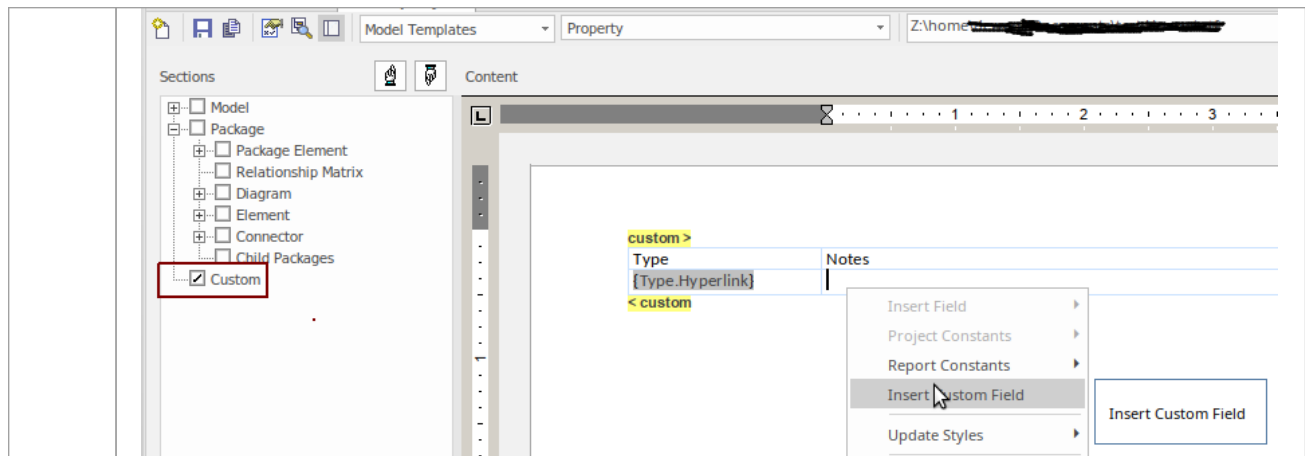 Model Templates
Property
Z:\home
Sections
Content
Model
Package
Package Element
Relationship Matrix
Diagram
Element
Connector
Child Packages
Custom
L
1 2 3
custom >
Type Notes
{Type.Hyperlink}
< custom
1
Insert Field
Project Constants
Report Constants
Insert Custom Field
Update Styles
Insert Custom Field